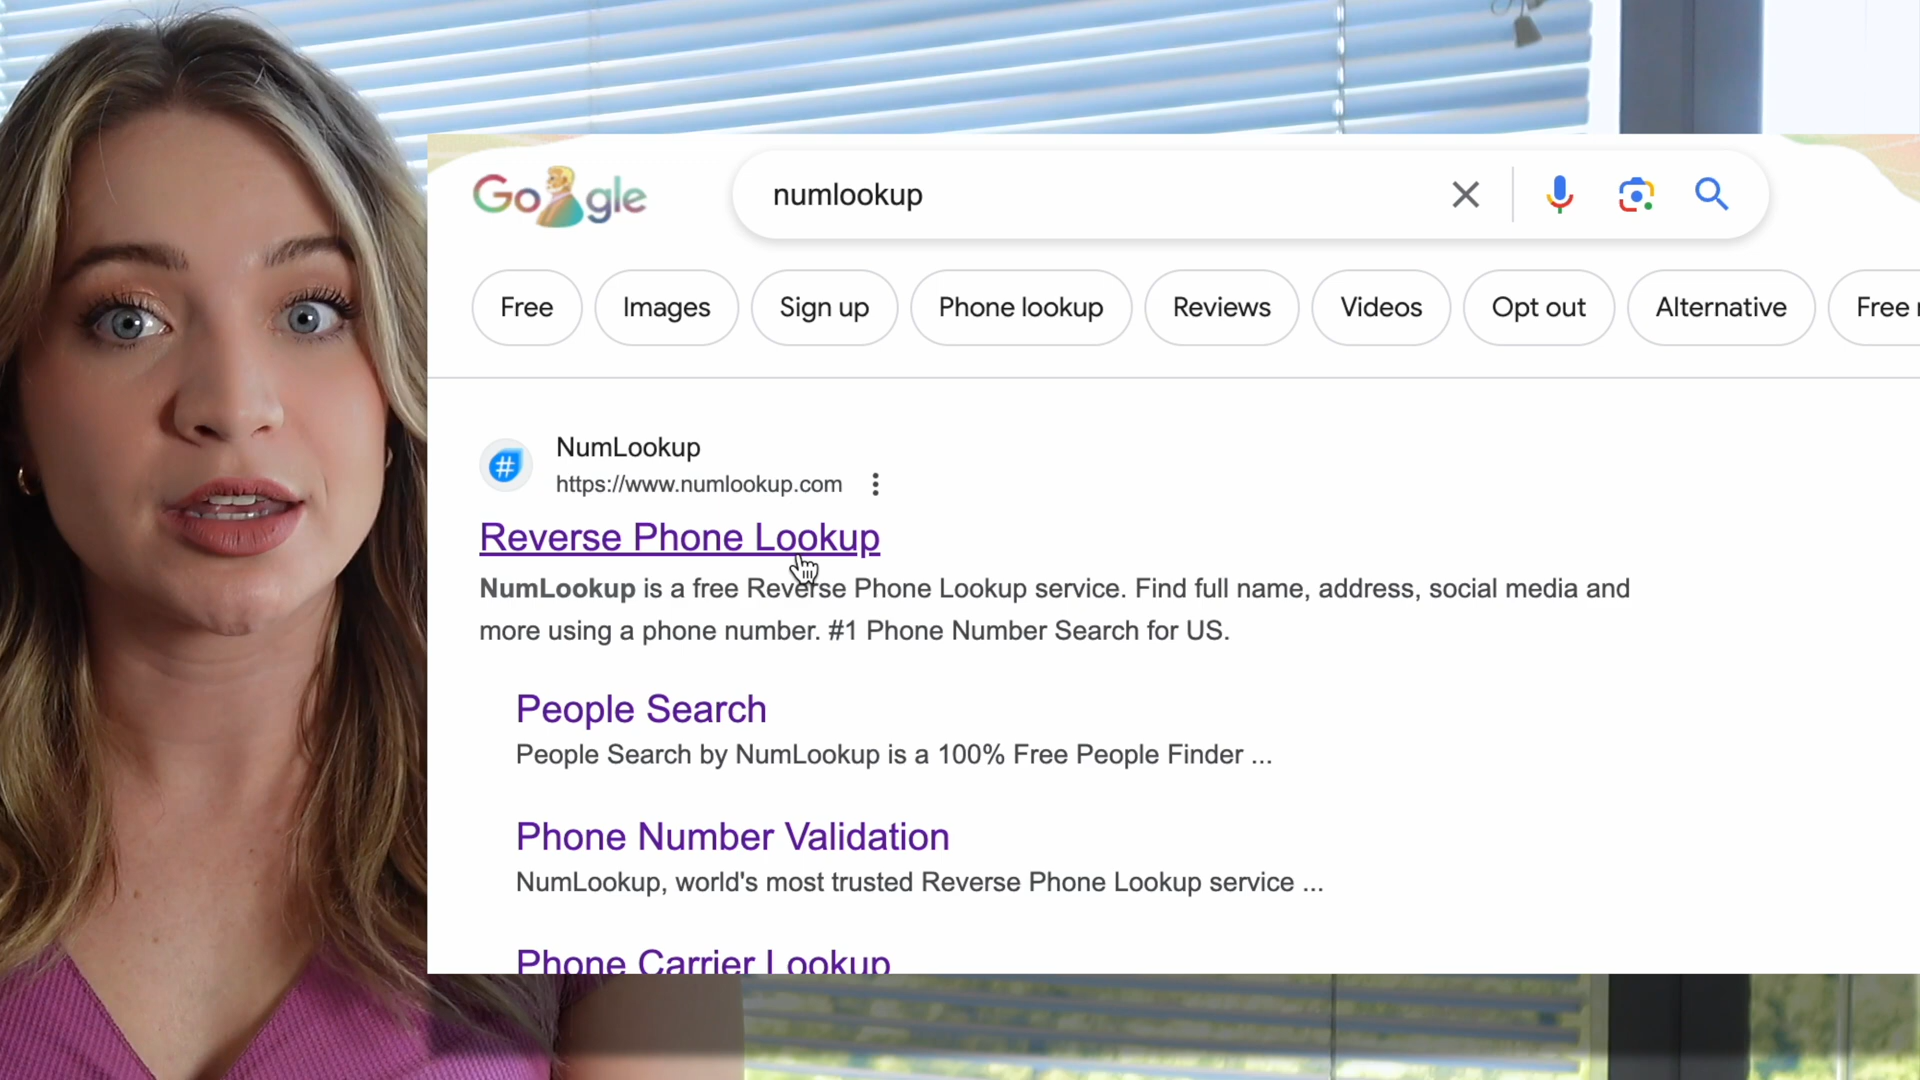 Google
numlookup
Free
Images
Sign up
Phone lookup
Reviews
Videos
Opt out
Alternative
Free
NumLookup
https://www.numlookup.com
Reverse Phone Lookup
NumLookup is a free Reverse Phone Lookup service. Find full name, address, social media and
more using a phone number. #1 Phone Number Search for US.
People Search
People Search by NumLookup is a 100% Free People Finder ...
Phone Number Validation
NumLookup, world's most trusted Reverse Phone Lookup service ...
Phone Carrier Lookup